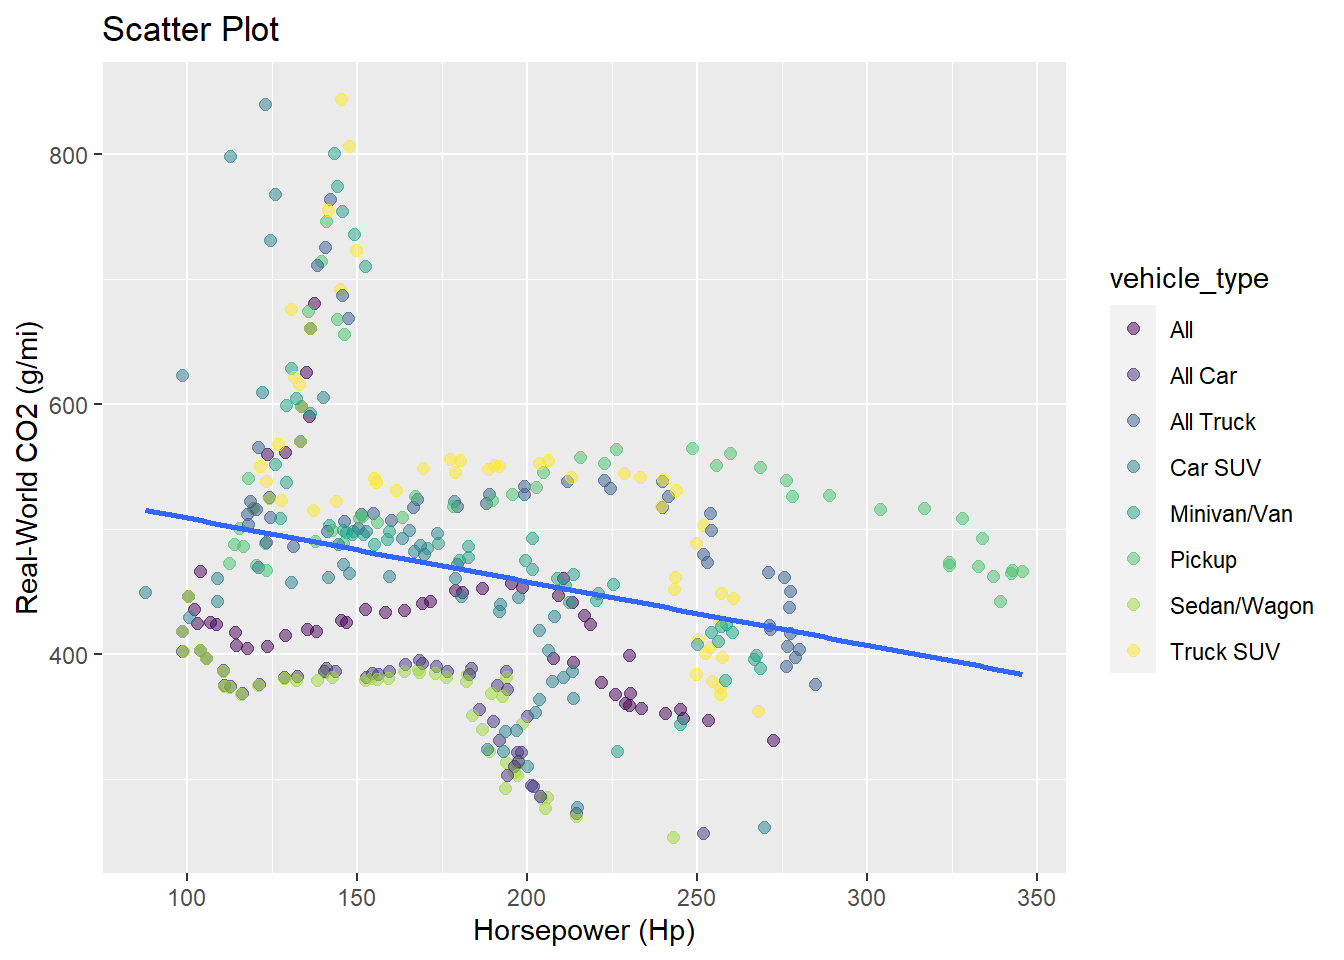 Scatter Plot
Real-World CO2 (g/mi)
800
600
400
100 150 200 250 300 350
Horsepower (Hp)
vehicle_type
All
All Car
All Truck
Car SUV
Minivan/Van
Pickup
Sedan/Wagon
Truck SUV